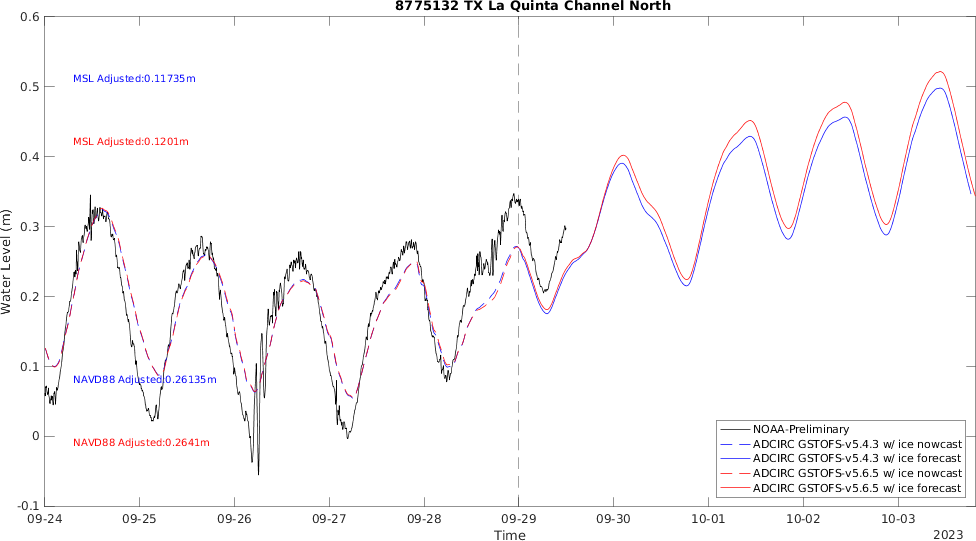 8775132 TX La Quinta Channel North
0.6
0.5
0.4
0.3
0.2
0.1
0
-0.1
Water Level (m)
MSL Adjusted:0.11735m
MSL Adjusted:0.1201m
NAVD88 Adjusted:0.26135m
NAVD88 Adjusted:0.2641m
NOAA-Preliminary
ADCIRC GSTOFS-v5.4.3 w/ ice nowcast
ADCIRC GSTOFS-v5.4.3 w/ ice forecast
ADCIRC GSTOFS-v5.6.5 w/ ice nowcast
ADCIRC GSTOFS-v5.6.5 w/ ice forecast
09-24 09-25 09-26 09-27 09-28 09-29 09-30 10-01 10-02 10-03
Time
2023